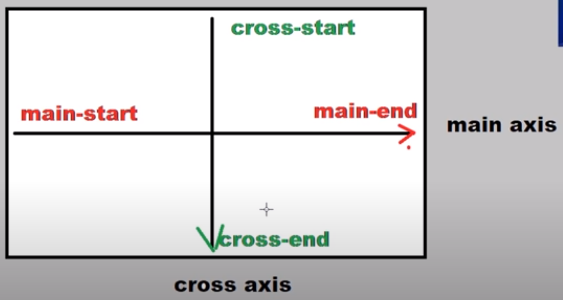 cross-start
main-start
main-end
main axis
cross-end
cross axis